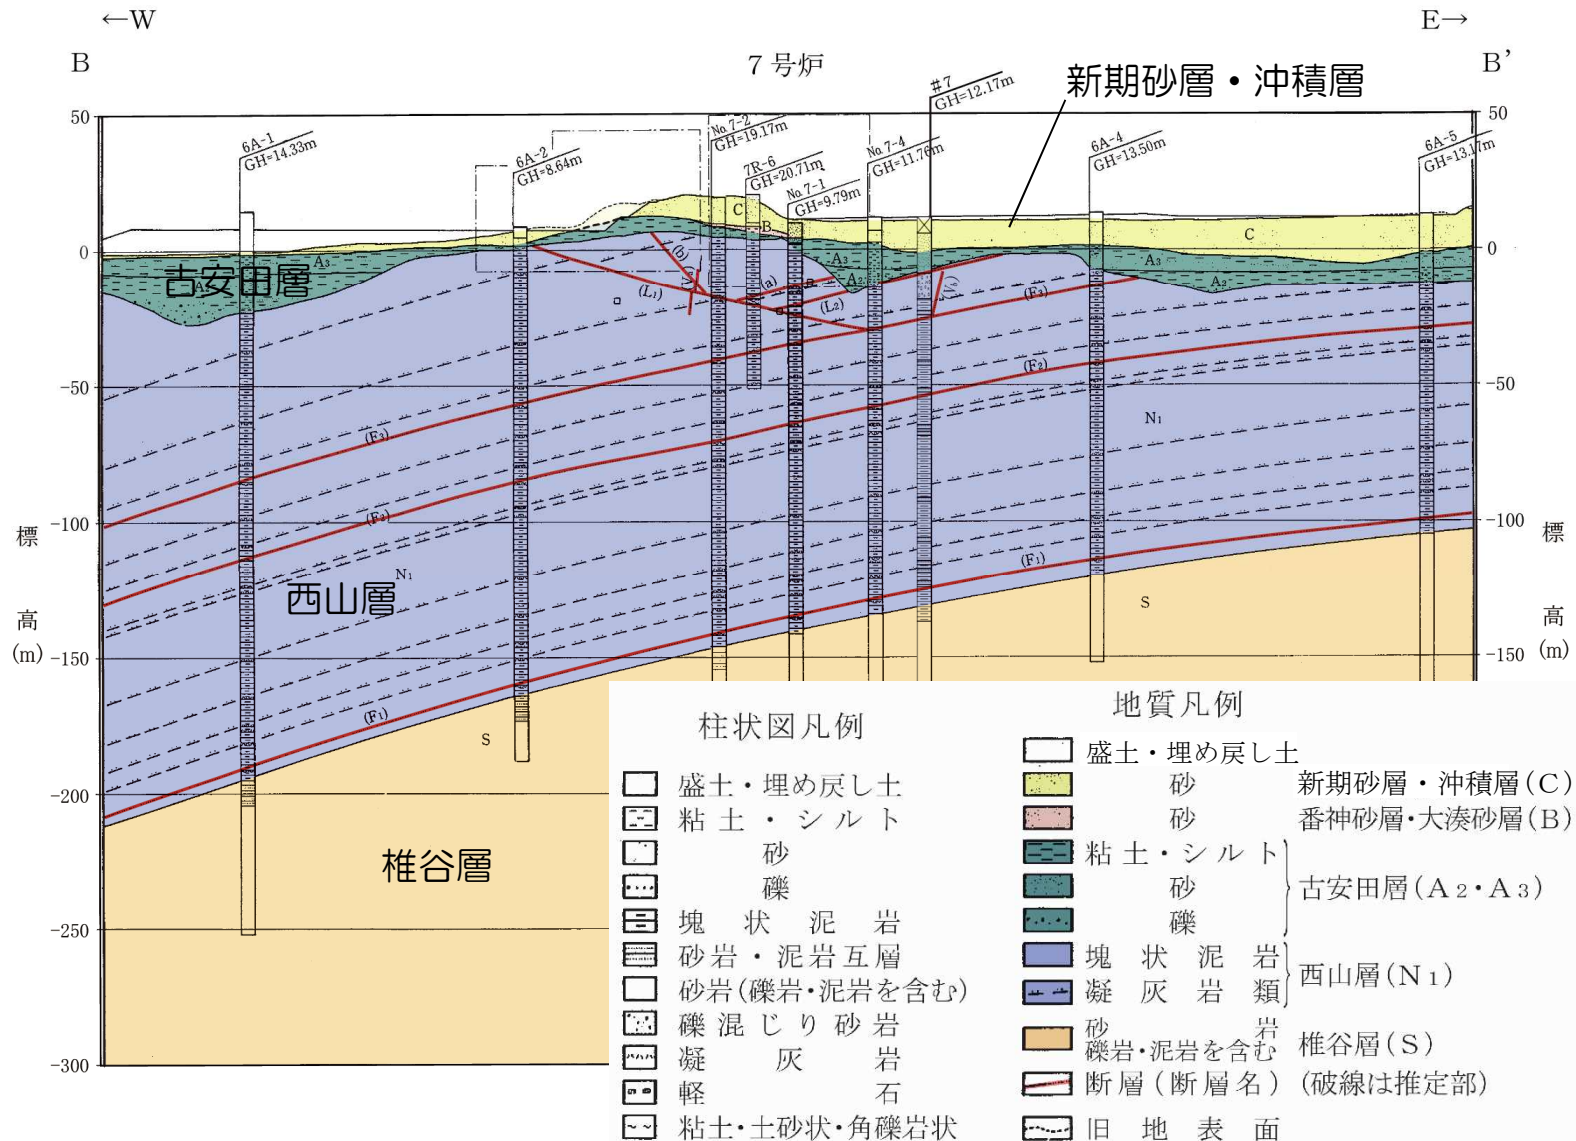 ←W
E→
B
7号炉
B’
新期砂層・沖積層
#7
GH=12.17m
No.7-2
GH=19.17m
6A-1
GH=14.33m
6A-2
GH=8.64m
7R-6
GH=20.71m
No.7-1
GH=9.79m
No.7-4
GH=11.76m
6A-4
GH=13.50m
6A-5
GH=13.17m
50
50
C
B
C
0
0
A3
A3
A3
A2
A2
古安田層
(b)
(a)
(L1)
(L2)
(F3)
(F2)
-50
-50
N1
(F3)
(F2)
-100
-100
標
高
(m)
標
高
(m)
N1
西山層
(F1)
S
-150
-150
(F1)
S
-200
-250
-300
椎谷層
柱状図凡例
盛土・埋め戻し土
粘土・シルト
砂
礫
塊状泥岩
砂岩・泥岩互層
砂岩(礫岩・泥岩を含む)
礫混じり砂岩
凝灰岩
軽石
粘土・土砂状・角礫岩状
地質凡例
盛土・埋め戻し土
砂 新期砂層・沖積層(C)
砂 番神砂層・大湊砂層(B)
粘土・シルト
砂 古安田層(A2・A3)
礫
塊状泥岩
西山層(N1)
凝灰岩類
砂岩
礫岩・泥岩を含む 椎谷層(S)
断層(断層名) (破線は推定部)
旧地表面